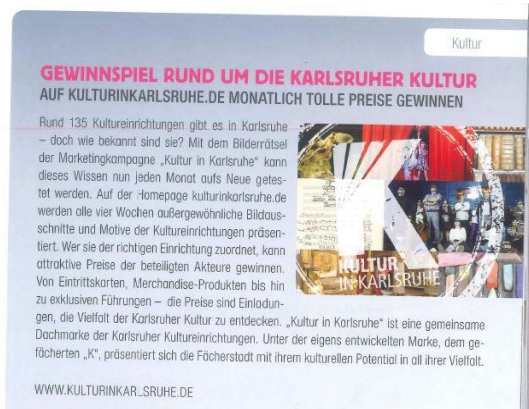 Kultur
GEWINNSPIEL RUND UM DIE KARLSRUHER KULTUR
AUF KULTURINKARLSRUHE.DE MONATLICH TOLLE PREISE GEWINNEN
Rund 135 Kultureinrichtungen gibt es in Karlsruhe
– doch wie bekannt sind sie? Mit dem Bilderrätsel
der Marketingkampagne „Kultur in Karlsruhe“ kann
dieses Wissen nun jeden Monat aufs Neue getes-
tet werden. Auf der Homepage kulturinkarlsruhe.de
werden alle vier Wochen außergewöhnliche Bildaus-
schnitte und Motive der Kultureinrichtungen präsen-
tiert. Wer sie der richtigen Einrichtung zuordnet, kann
attraktive Preise der beteiligten Akteure gewinnen.
Von Eintrittskarten, Merchandise-Produkten bis hin
zu exklusiven Führungen – die Preise sind Einladun-
gen, die Vielfalt der Karlsruher Kultur zu entdecken. „Kultur in Karlsruhe“ ist eine gemeinsame
Dachmarke der Karlsruher Kultureinrichtungen. Unter der eigens entwickelten Marke, dem ge-
fächerten „K“, präsentiert sich die Fächerstadt mit ihrem kulturellen Potential in all ihrer Vielfalt.
KULTUR
IN KARLSRUHE
WWW.KULTURINKARLSRUHE.DE